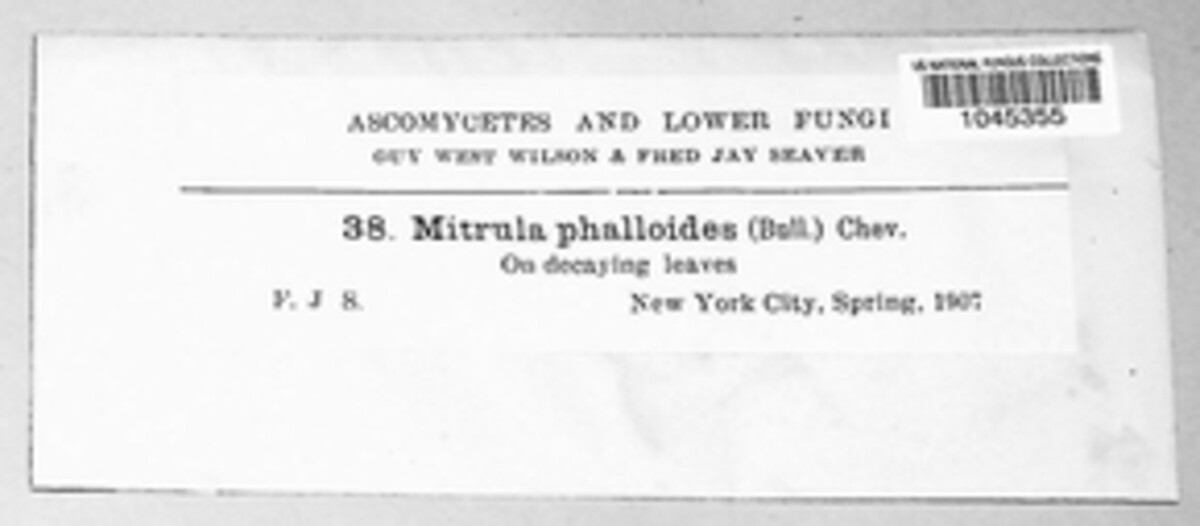 US NATIONAL FUNGUS COLLECTIONS
1045355
ASCOMYCETES AND LOWER FUNGI
GUY WEST WILSON & FRED JAY SEAVER
38. Mitrula phalloides (Bull.) Chev.
On decaying leaves
F. J S. New York City, Spring, 1907